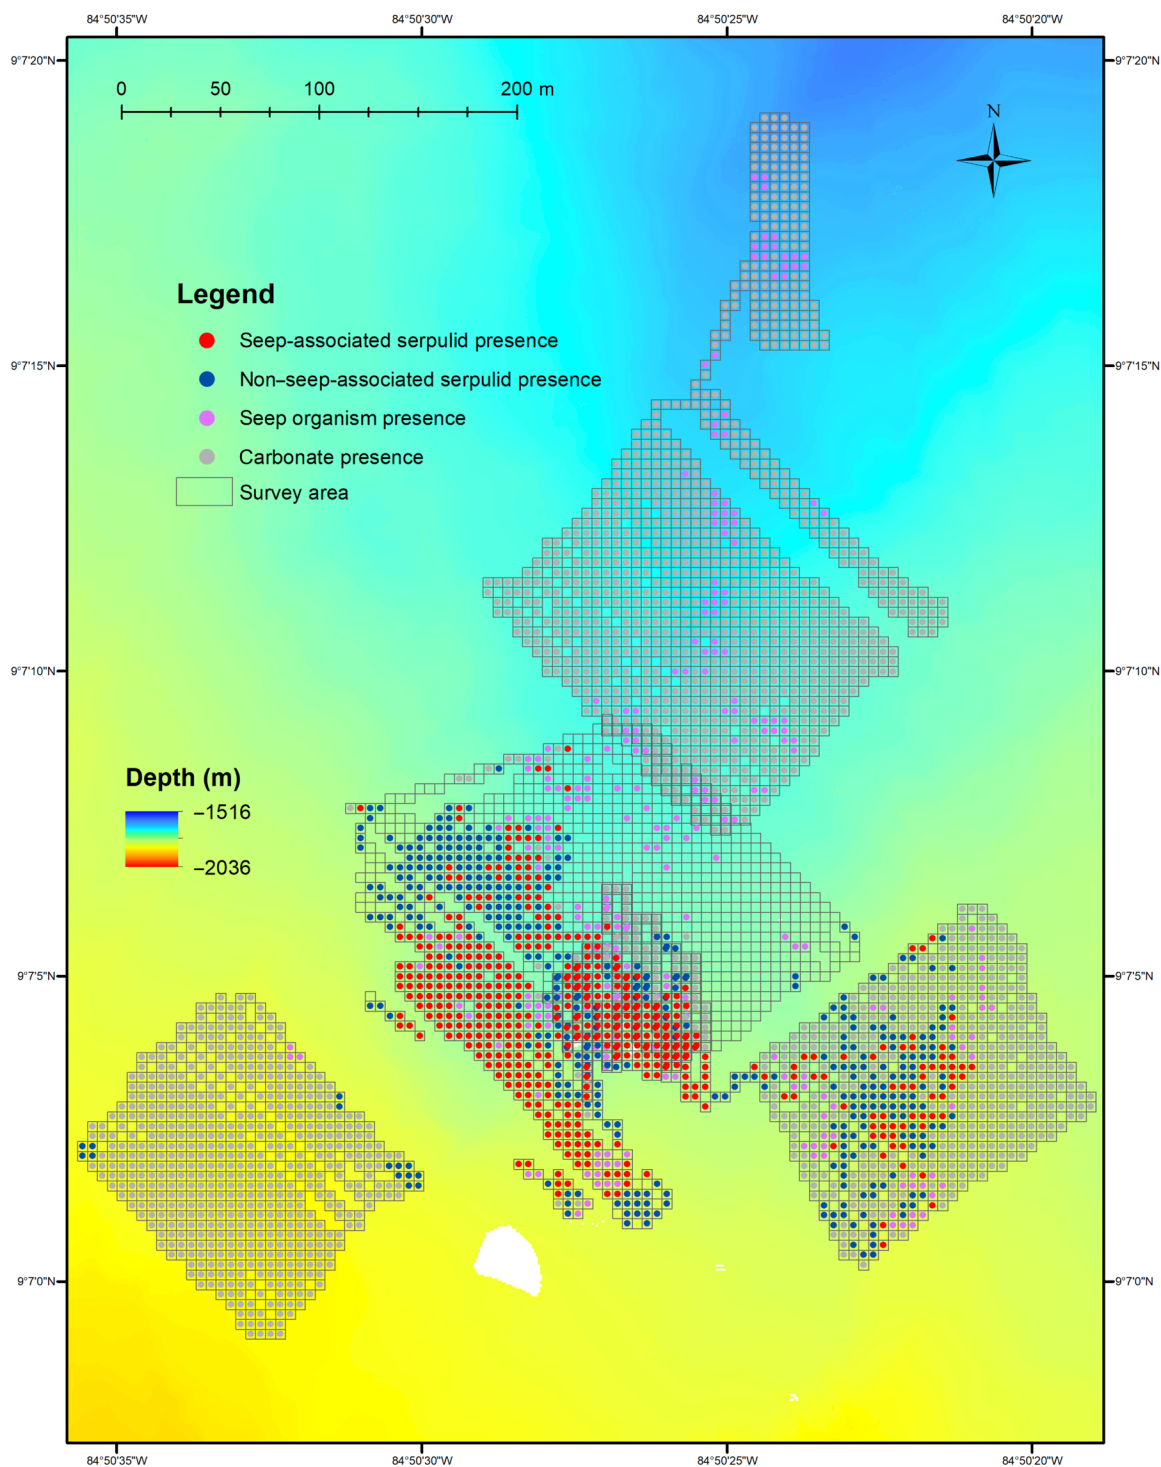 84°50'35"W 84°50'30"W 84°50'25"W 84°50'20"W
9°7'20"N 9°7'20"N
0 50 100 200 m
N
Legend
Seep-associated serpulid presence
9°7'15"N 9°7'15"N
Non–seep-associated serpulid presence
Seep organism presence
Carbonate presence
Survey area
9°7'10"N 9°7'10"N
Depth (m)
–1516
–2036
9°7'5"N 9°7'5"N
9°7'0"N 9°7'0"N
84°50'35"W 84°50'30"W 84°50'25"W 84°50'20"W